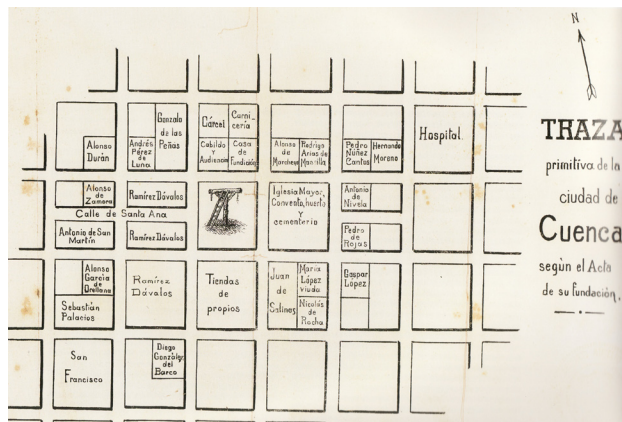 N
TRAZA
primitiva de la
ciudad de
Cuenca
según el Acta
de su fundación.
Alonso
Durán
Andrés
Pérez
de
Luna
Gonzalo
de las
Peñas
Cárcel
Carni-
cería
Cabildo
y
Audiencia
Casa
de
Fundición
Alonso
de
Marchena
Rodrigo
Arias de
Mansilla
Pedro
Núñez
Cantos
Hernando
Moreno
Hospital.
Alonso
de
Zamora
Ramírez Dávalos
Iglesia Mayor,
Convento, huerto
y
cementerio
Antonio
de
Nivela
Calle de Santa Ana
Antonio de San
Martín
Ramírez Dávalos
Pedro
de
Rojas
Alonso
García
de
Orellana
Sebastián
Palacios
Ramírez
Dávalos
Tiendas
de
propios
Juan
de
Salinas
María
López
viuda
Nicolás
de
Rocha
Gaspar
López
San
Francisco
Diego
González
del
Barco